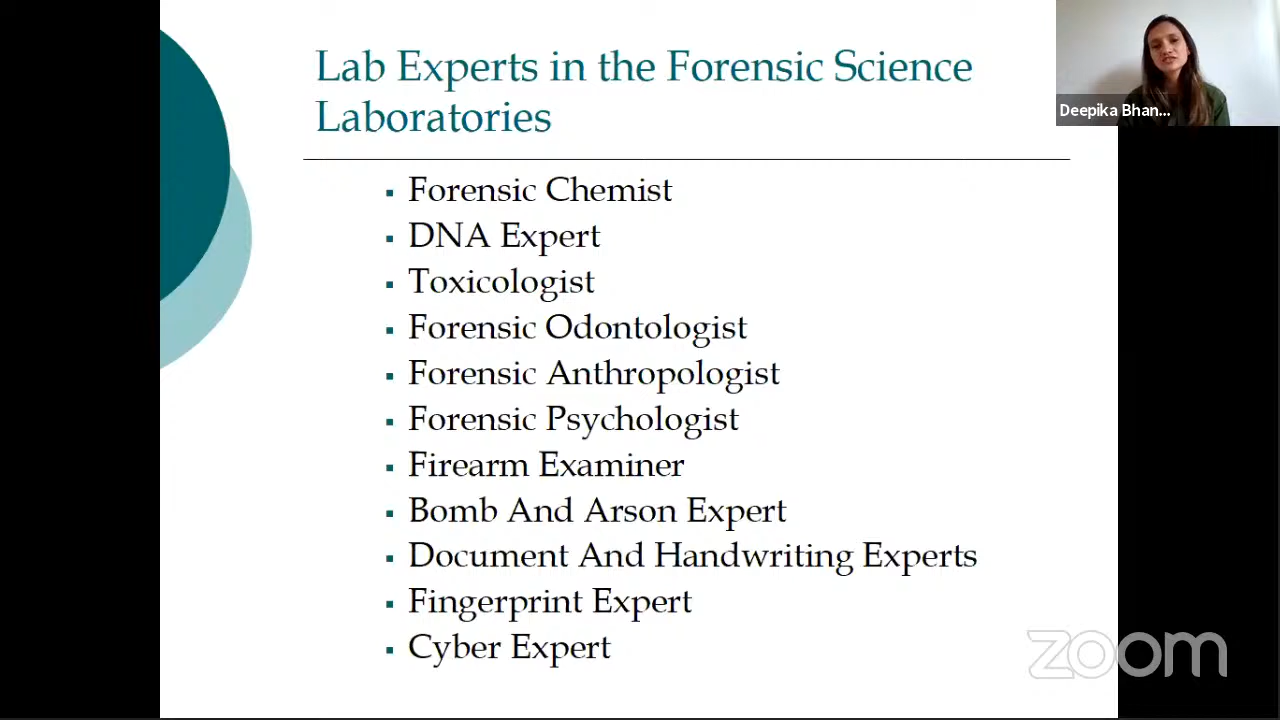 Lab Experts in the Forensic Science
Laboratories
▪ Forensic Chemist
▪ DNA Expert
▪ Toxicologist
▪ Forensic Odontologist
▪ Forensic Anthropologist
▪ Forensic Psychologist
▪ Firearm Examiner
▪ Bomb And Arson Expert
▪ Document And Handwriting Experts
▪ Fingerprint Expert
▪ Cyber Expert
Deepika Bhan...
zoom